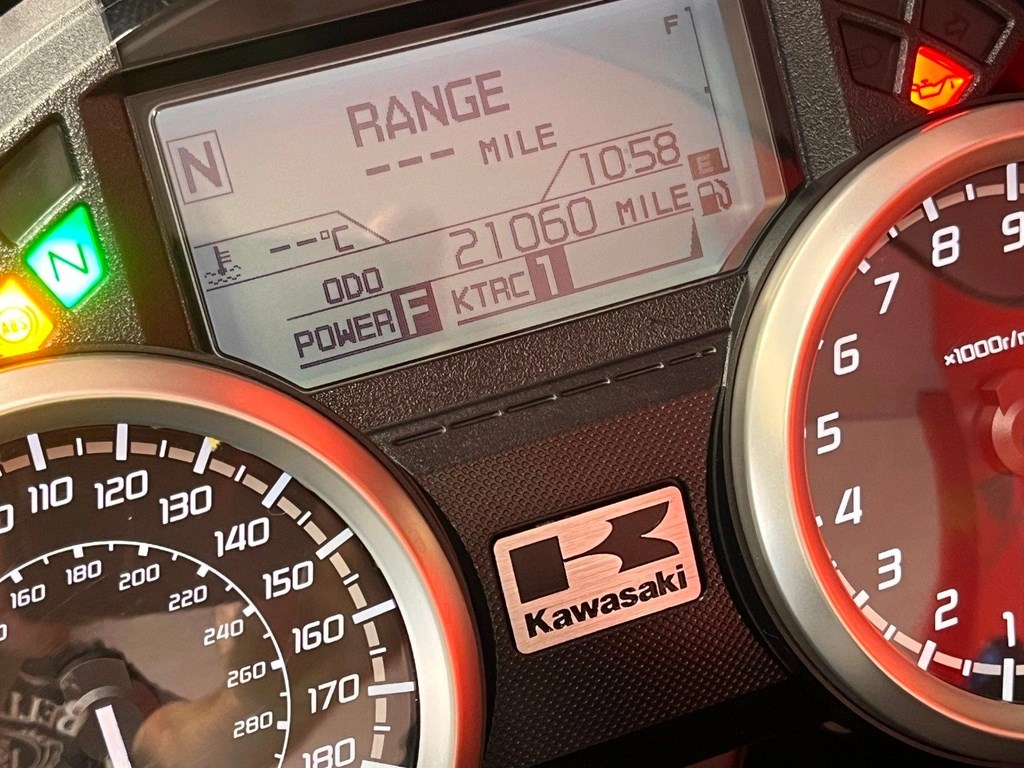 F
RANGE
--- MILE
N
10:58
E
--°C
21060 MILE
ODO
POWER F KTRC 1
N
ABS
Kawasaki
110 120 130 140 150 160 170 180
160 180 200 220 240 260 280
1 2 3 4 5 6 7 8 9
x1000r/m